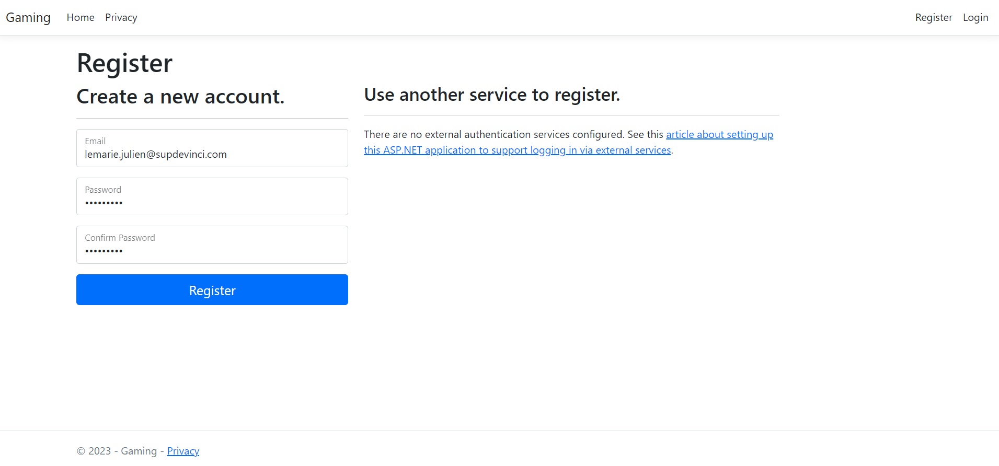 Gaming Home Privacy Register Login
Register
Create a new account.
Email
lemarie.julien@supdevinci.com
Password
•••••••••
Confirm Password
•••••••••
Register
Use another service to register.
There are no external authentication services configured. See this article about setting up
this ASP.NET application to support logging in via external services.
© 2023 - Gaming - Privacy